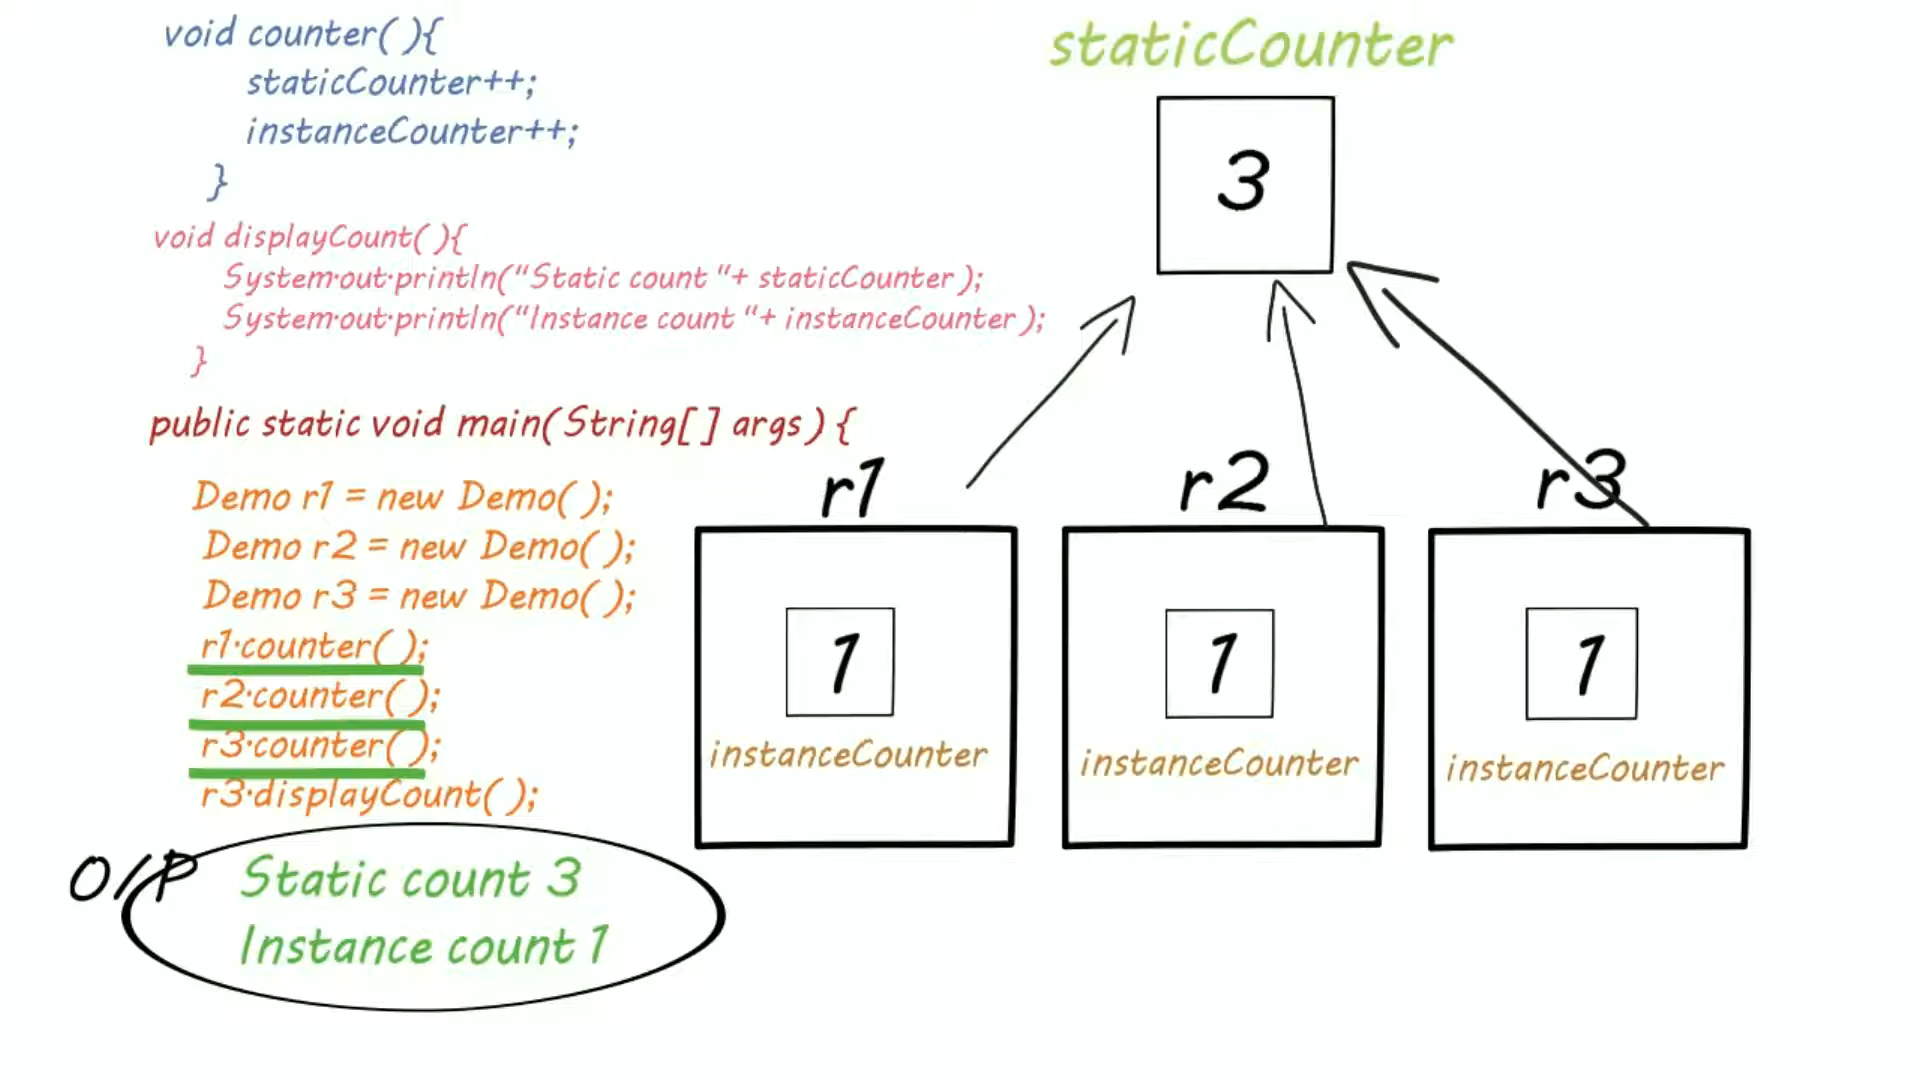 void counter( ){
staticCounter++;
instanceCounter++;
}
void displayCount( ){
System.out.println("Static count "+ staticCounter );
System.out.println("Instance count "+ instanceCounter );
}
public static void main(String[ ] args) {
Demo r1 = new Demo( );
Demo r2 = new Demo( );
Demo r3 = new Demo( );
r1.counter( );
r2.counter( );
r3.counter( );
r3.displayCount( );
O/P
Static count 3
Instance count 1
staticCounter
3
r1
r2
r3
1
1
1
instanceCounter
instanceCounter
instanceCounter